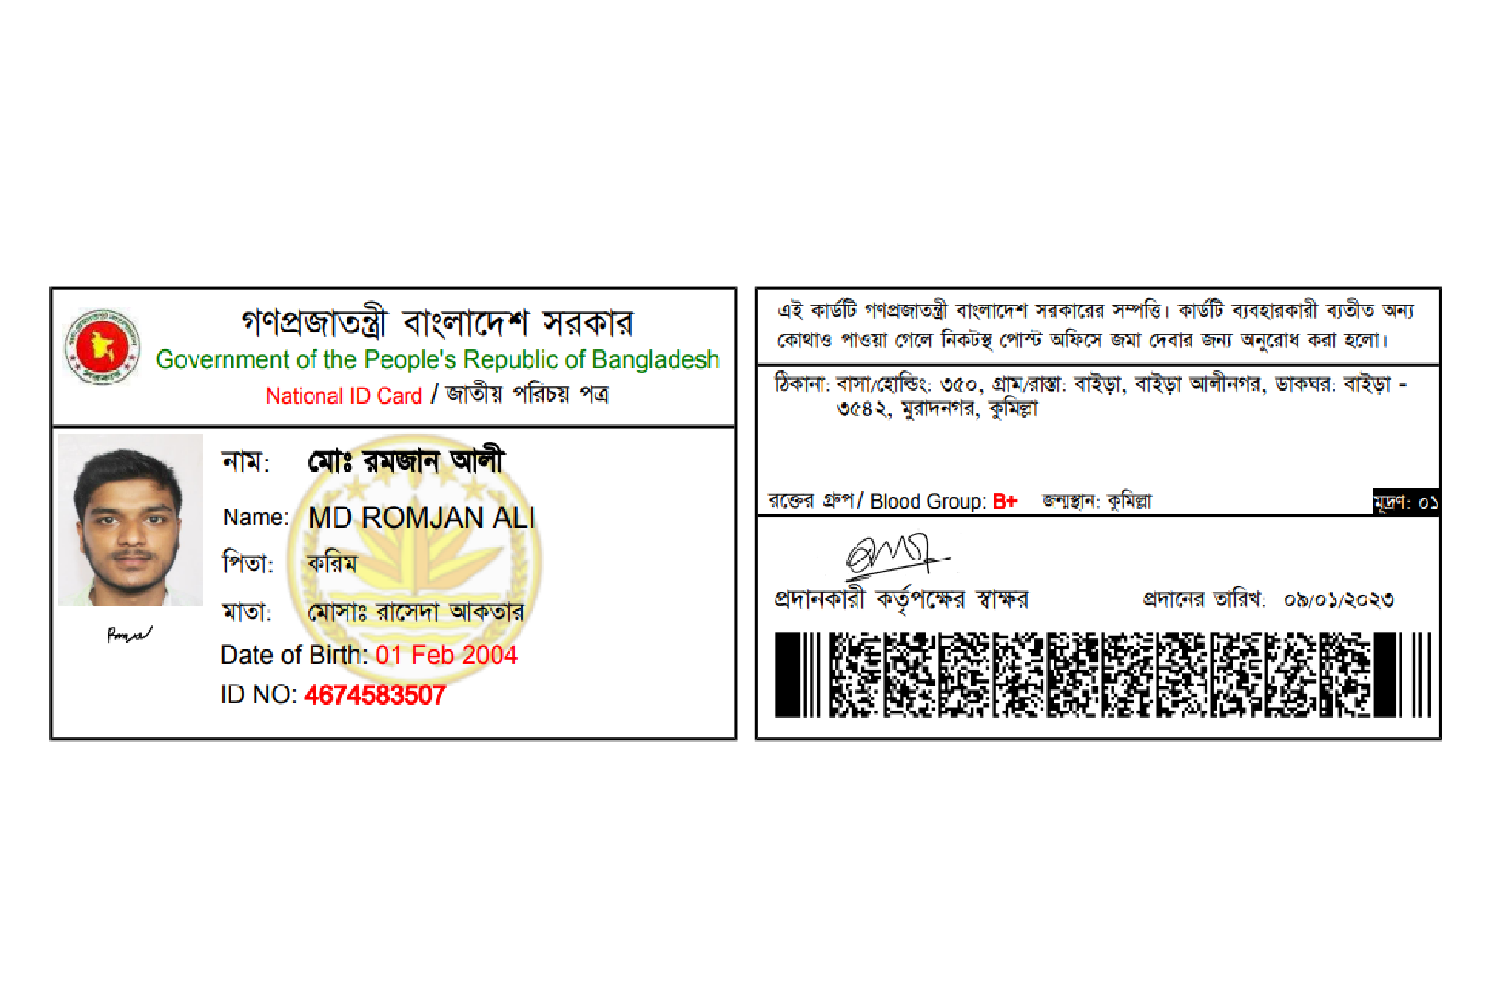 গণপ্রজাতন্ত্রী বাংলাদেশ সরকার
Government of the People's Republic of Bangladesh
National ID Card / জাতীয় পরিচয় পত্র
নাম: মোঃ রমজান আলী
Name: MD ROMJAN ALI
পিতা: করিম
মাতা: মোসাঃ রাসেদা আকতার
Date of Birth: 01 Feb 2004
ID NO: 4674583507
এই কার্ডটি গণপ্রজাতন্ত্রী বাংলাদেশ সরকারের সম্পত্তি। কার্ডটি ব্যবহারকারী ব্যতীত অন্য
কোথাও পাওয়া গেলে নিকটস্থ পোস্ট অফিসে জমা দেবার জন্য অনুরোধ করা হলো।
ঠিকানা: বাসা/হোল্ডিং: ৩৫০, গ্রাম/রাস্তা: বাইড়া, বাইড়া আলীনগর, ডাকঘর: বাইড়া -
৩৫৪২, মুরাদনগর, কুমিল্লা
রক্তের গ্রুপ/ Blood Group: B+ জন্মস্থান: কুমিল্লা মুদ্রণ: ০১
প্রদানকারী কর্তৃপক্ষের স্বাক্ষর প্রদানের তারিখ: ০৯/০১/২০২৩